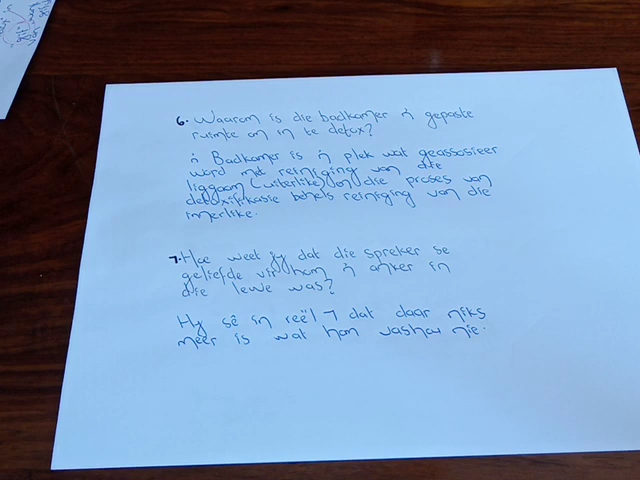 6. Waarom is die badkamer 'n gepaste
ruimte om in te detox?
'n Badkamer is 'n plek wat geassosieer
word met reiniging van die
liggaam (uiterlike) en die proses van
detoxifikasie behels reiniging van die
innerlike.
7. Hoe weet jy dat die spreker se
geliefde vir hom 'n anker in
die lewe was?
Hy sê in reël 7 dat daar niks
meer is wat hom vashou nie.